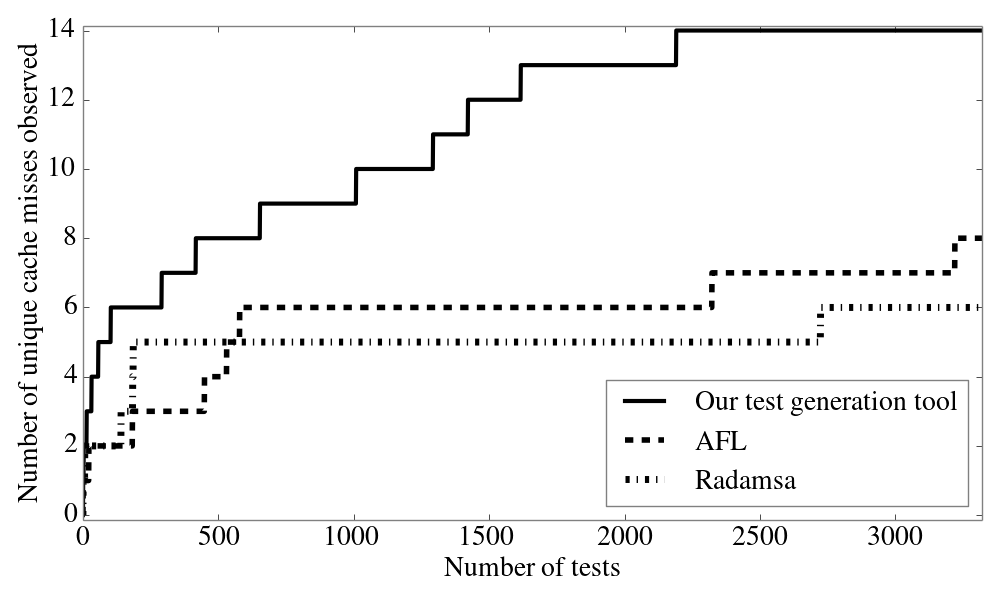 14
12
10
8
6
4
2
0
Number of unique cache misses observed
0 500 1000 1500 2000 2500 3000
Number of tests
Our test generation tool
AFL
Radamsa